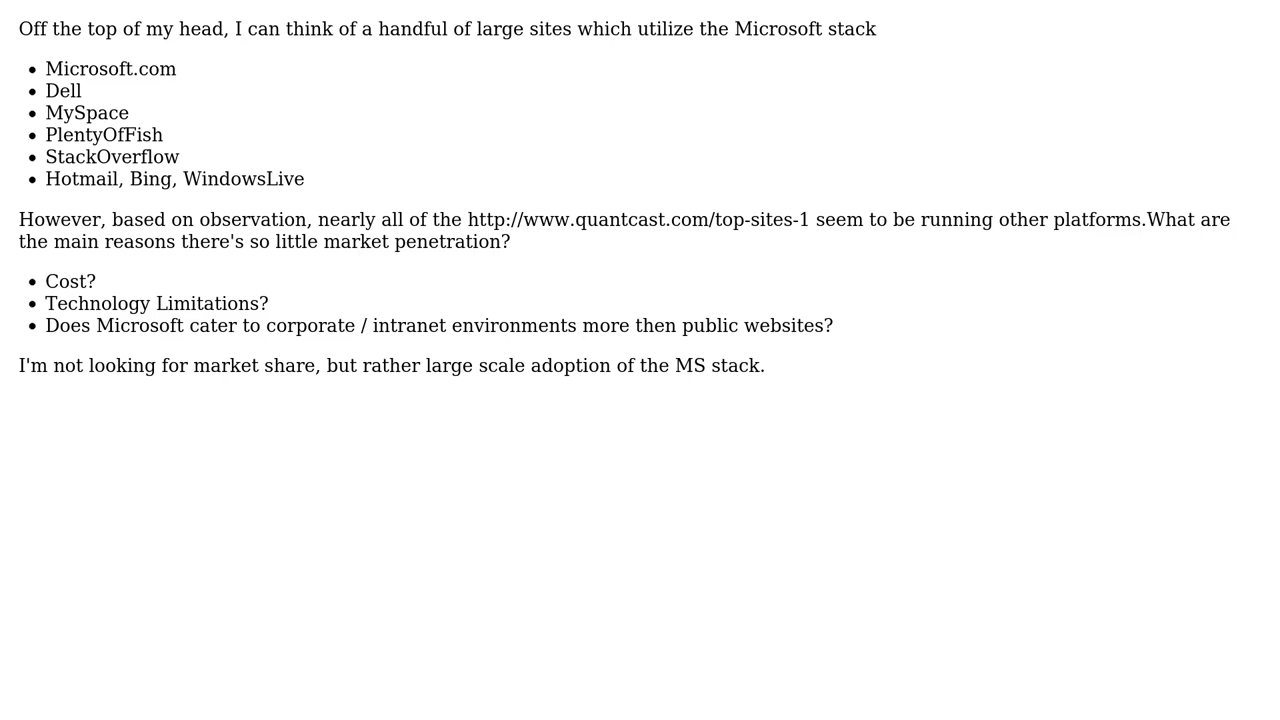 Off the top of my head, I can think of a handful of large sites which utilize the Microsoft stack
• Microsoft.com
• Dell
• MySpace
• PlentyOfFish
• StackOverflow
• Hotmail, Bing, WindowsLive
However, based on observation, nearly all of the http://www.quantcast.com/top-sites-1 seem to be running other platforms.What are
the main reasons there's so little market penetration?
• Cost?
• Technology Limitations?
• Does Microsoft cater to corporate / intranet environments more then public websites?
I'm not looking for market share, but rather large scale adoption of the MS stack.